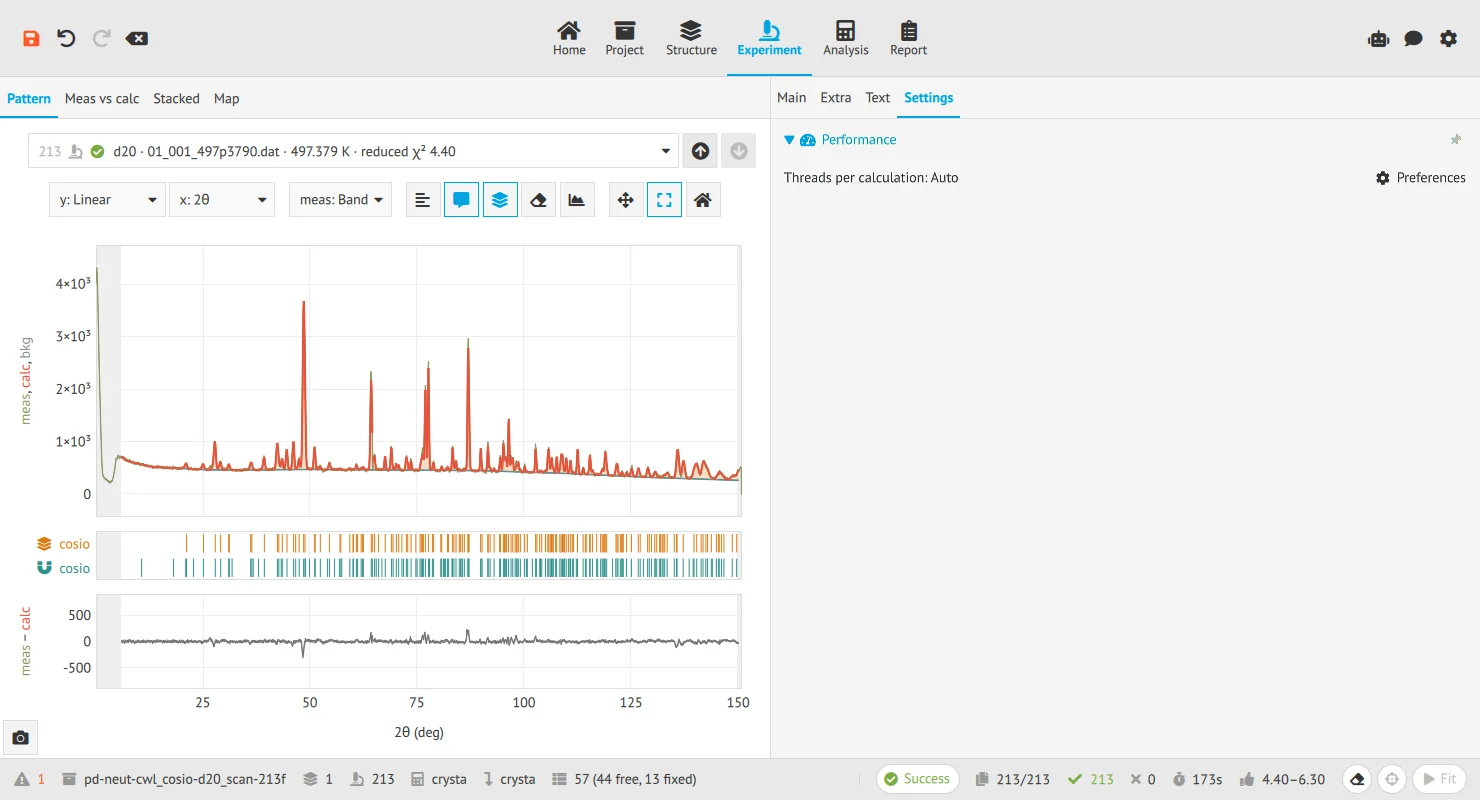 Home Project Structure Experiment Analysis Report
Pattern Meas vs calc Stacked Map
Main Extra Text Settings
213 d20 · 01_001_497p3790.dat · 497.379 K · reduced χ² 4.40
Performance
Threads per calculation: Auto
Preferences
y: Linear x: 2θ meas: Band
4×10³
3×10³
2×10³
1×10³
0
meas, calc, bkg
cosio
cosio
500
0
-500
meas − calc
25 50 75 100 125 150
2θ (deg)
1 pd-neut-cwl_cosio-d20_scan-213f 1 213 crysta crysta 57 (44 free, 13 fixed) Success 213/213 213 0 173s 4.40–6.30 Fit